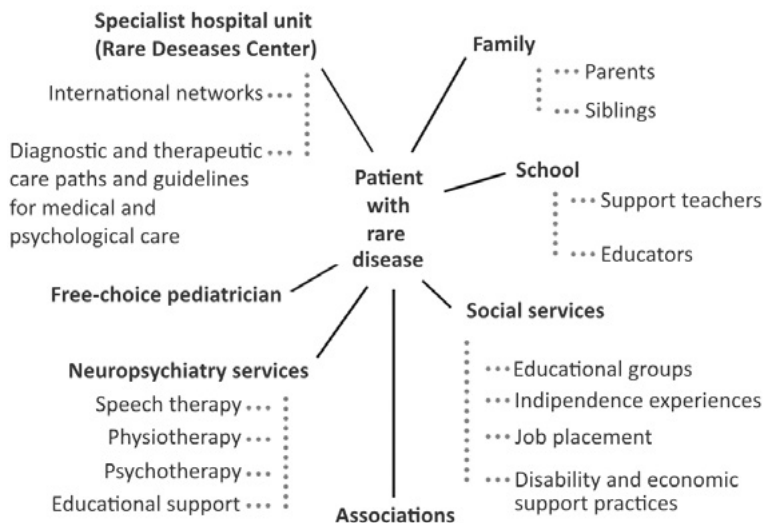 Specialist hospital unit
(Rare Deseases Center)
International networks
Diagnostic and therapeutic
care paths and guidelines
for medical and
psychological care
Family
Parents
Siblings
Patient
with
rare
disease
School
Support teachers
Educators
Free-choice pediatrician
Social services
Educational groups
Indipendence experiences
Job placement
Disability and economic
support practices
Neuropsychiatry services
Speech therapy
Physiotherapy
Psychotherapy
Educational support
Associations